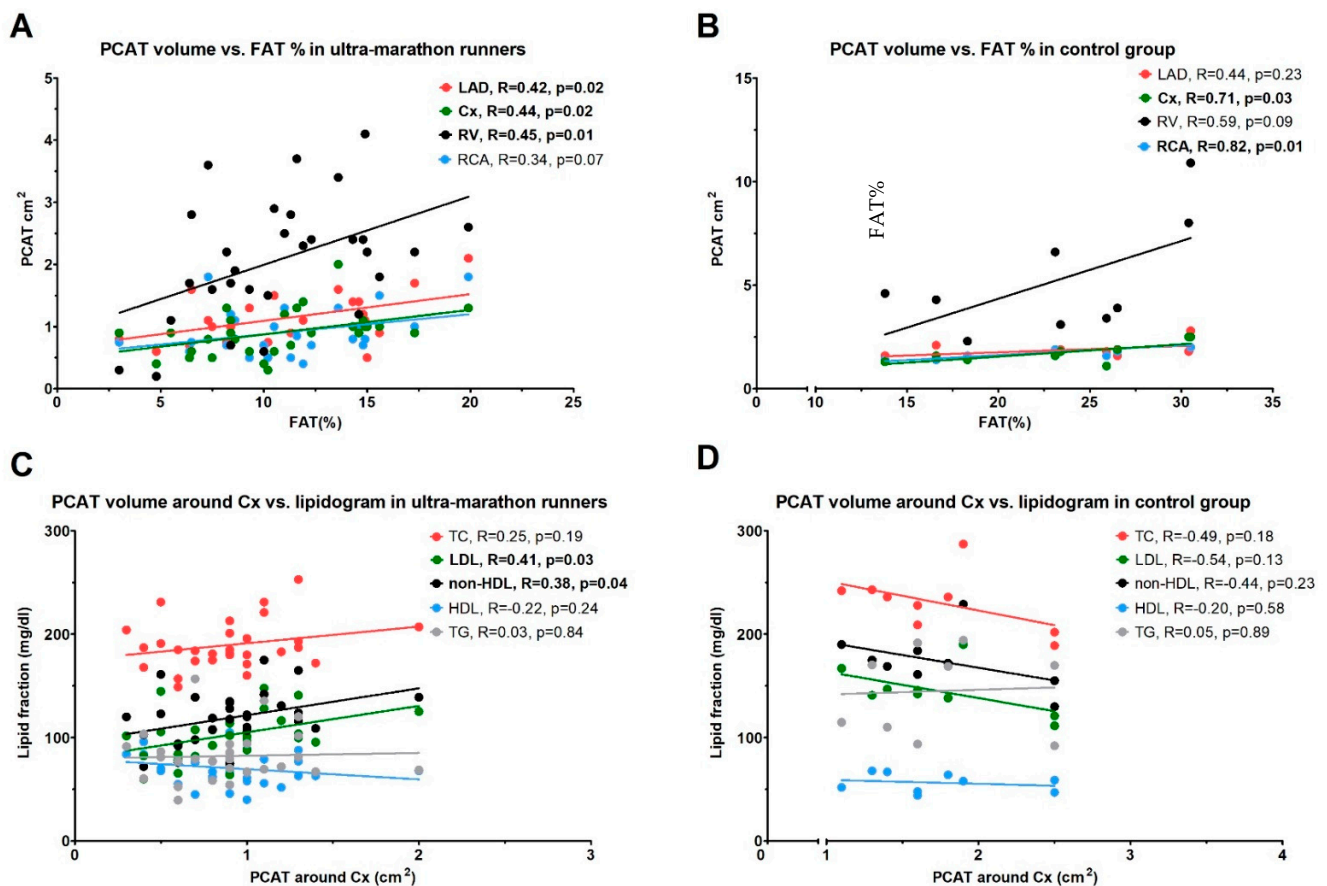 A
PCAT volume vs. FAT % in ultra-marathon runners
LAD, R=0.42, p=0.02
Cx, R=0.44, p=0.02
RV, R=0.45, p=0.01
RCA, R=0.34, p=0.07
5
4
3
2
1
0
PCAT cm²
0 5 10 15 20 25
FAT(%)
B
PCAT volume vs. FAT % in control group
LAD, R=0.44, p=0.23
Cx, R=0.71, p=0.03
RV, R=0.59, p=0.09
RCA, R=0.82, p=0.01
15
10
5
0
PCAT cm²
FAT%
0 10 15 20 25 30 35
FAT(%)
C
PCAT volume around Cx vs. lipidogram in ultra-marathon runners
TC, R=0.25, p=0.19
LDL, R=0.41, p=0.03
non-HDL, R=0.38, p=0.04
HDL, R=-0.22, p=0.24
TG, R=0.03, p=0.84
300
200
100
0
Lipid fraction (mg/dl)
0 1 2 3
PCAT around Cx (cm²)
D
PCAT volume around Cx vs. lipidogram in control group
TC, R=-0.49, p=0.18
LDL, R=-0.54, p=0.13
non-HDL, R=-0.44, p=0.23
HDL, R=-0.20, p=0.58
TG, R=0.05, p=0.89
300
200
100
0
Lipid fraction (mg/dl)
0 1 2 3 4
PCAT around Cx (cm²)